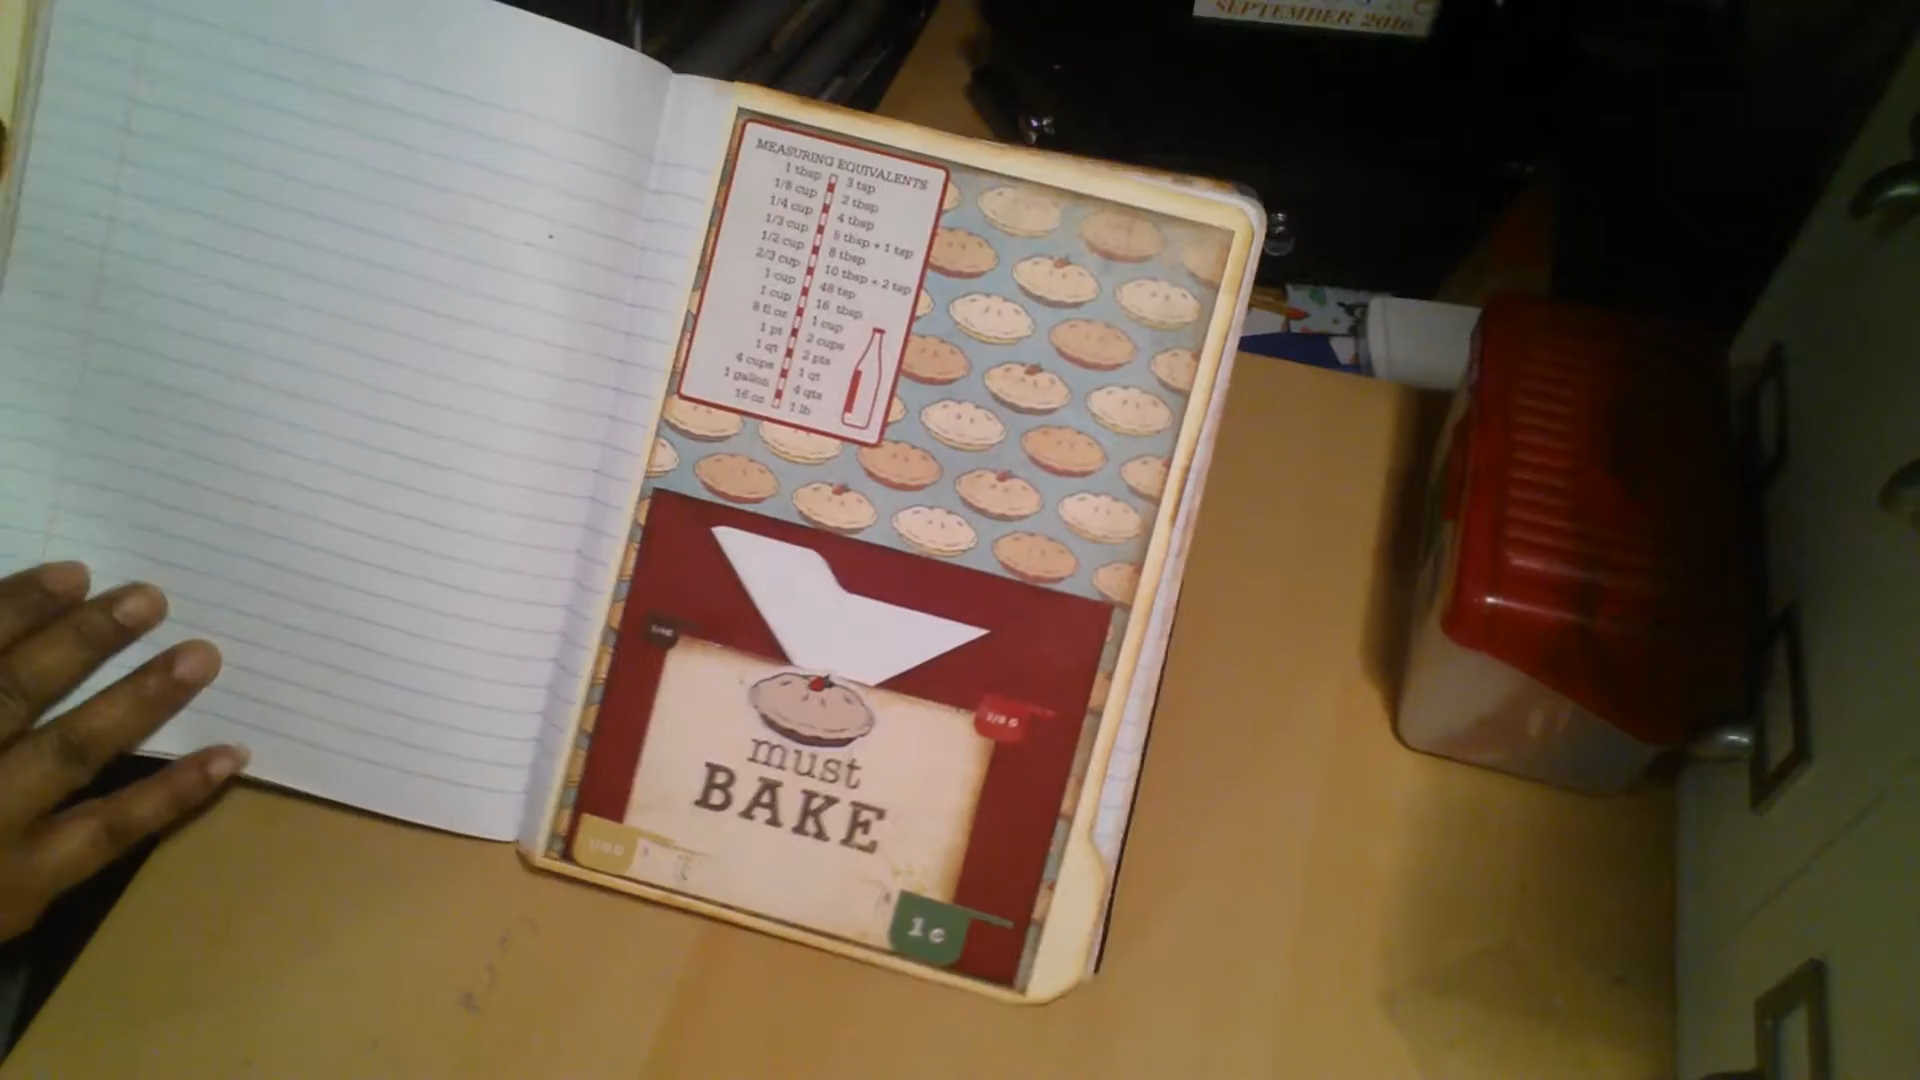 SEPTEMBER 2016
MEASURING EQUIVALENTS
1 tbsp 3 tsp
1/8 cup 2 tbsp
1/4 cup 4 tbsp
1/3 cup 5 tbsp + 1 tsp
1/2 cup 8 tbsp
2/3 cup 10 tbsp + 2 tsp
1 cup 48 tsp
1 cup 16 tbsp
8 fl oz 1 cup
1 pt 2 cups
1 qt 2 pts
4 cups 1 qt
1 gallon 4 qts
16 oz 1 lb
must
BAKE
1 c